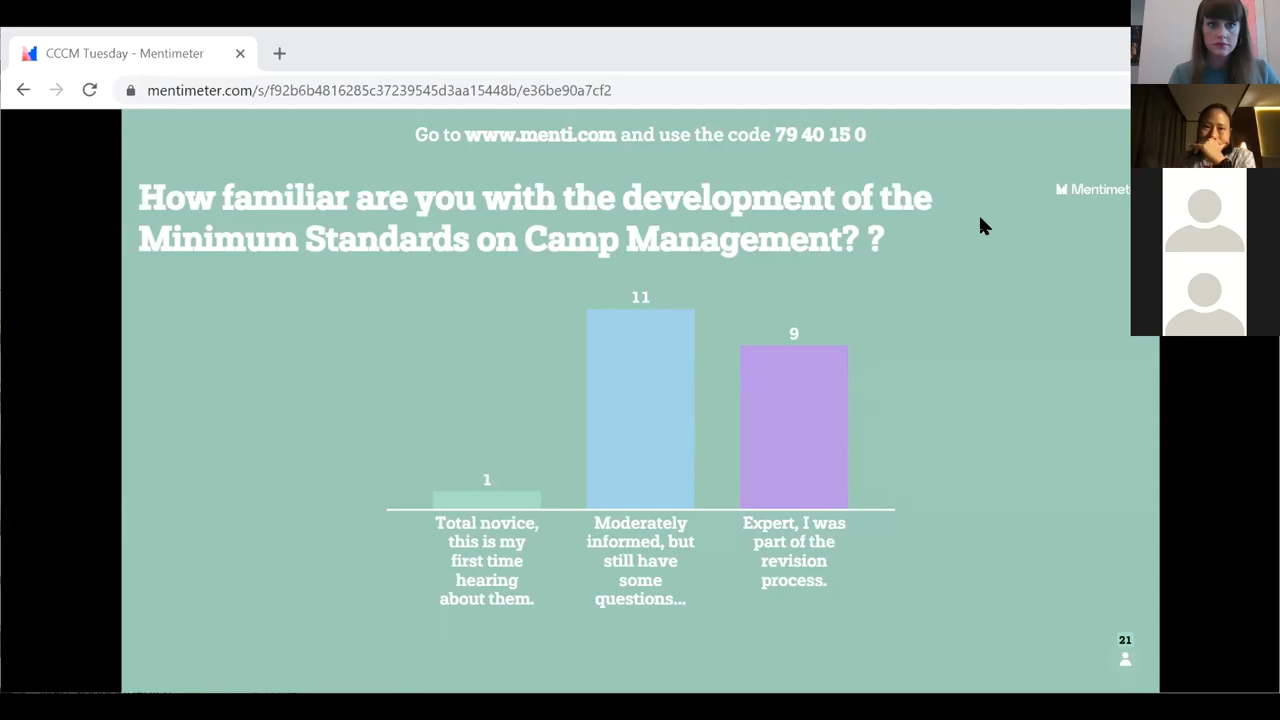 CCCM Tuesday - Mentimeter
mentimeter.com/s/f92b6b4816285c37239545d3aa15448b/e36be90a7cf2
Go to www.menti.com and use the code 79 40 15 0
How familiar are you with the development of the
Minimum Standards on Camp Management? ?
Mentimet
11
9
1
Total novice,
this is my
first time
hearing
about them.
Moderately
informed, but
still have
some
questions...
Expert, I was
part of the
revision
process.
21